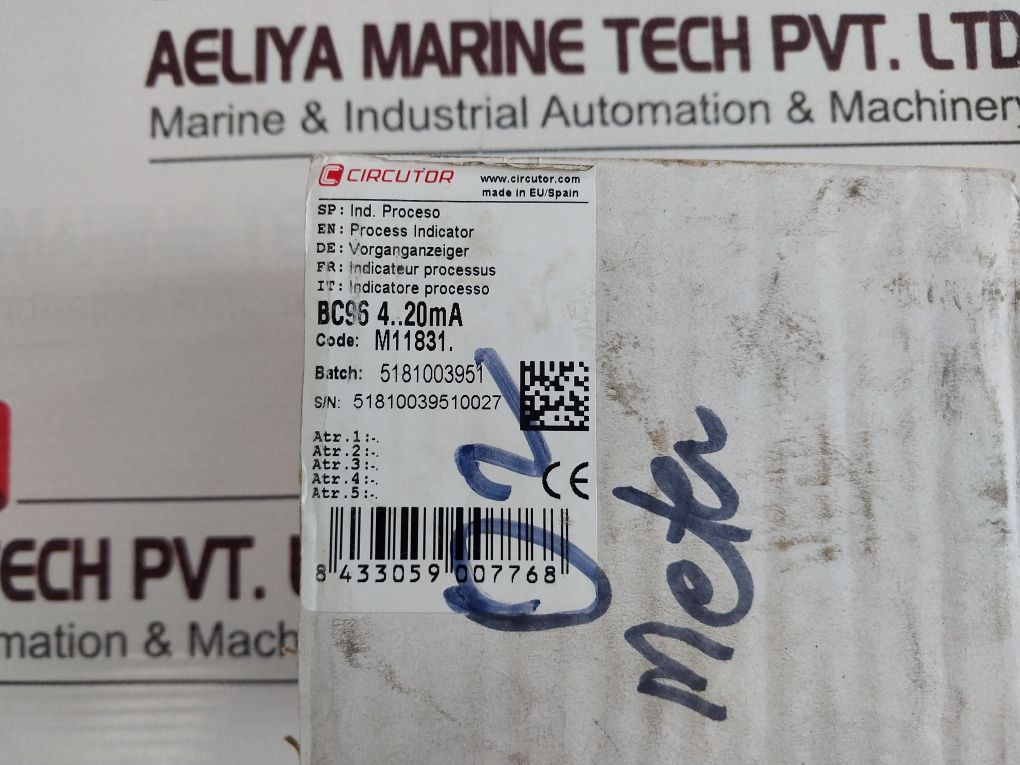 AELIYA MARINE TECH PVT. LTD
Marine & Industrial Automation & Machinery
CIRCUTOR www.circutor.com
made in EU/Spain
SP: Ind. Proceso
EN: Process Indicator
DE: Vorganganzeiger
FR: Indicateur processus
IT: Indicatore processo
BC96 4..20mA
Code: M11831.
Batch: 5181003951
S/N: 51810039510027
Atr.1:-.
Atr.2:-.
Atr.3:-.
Atr.4:-.
Atr.5:-.
CE
8 433059 007768
02
Meter
ECH PVT. L
mation & Mach